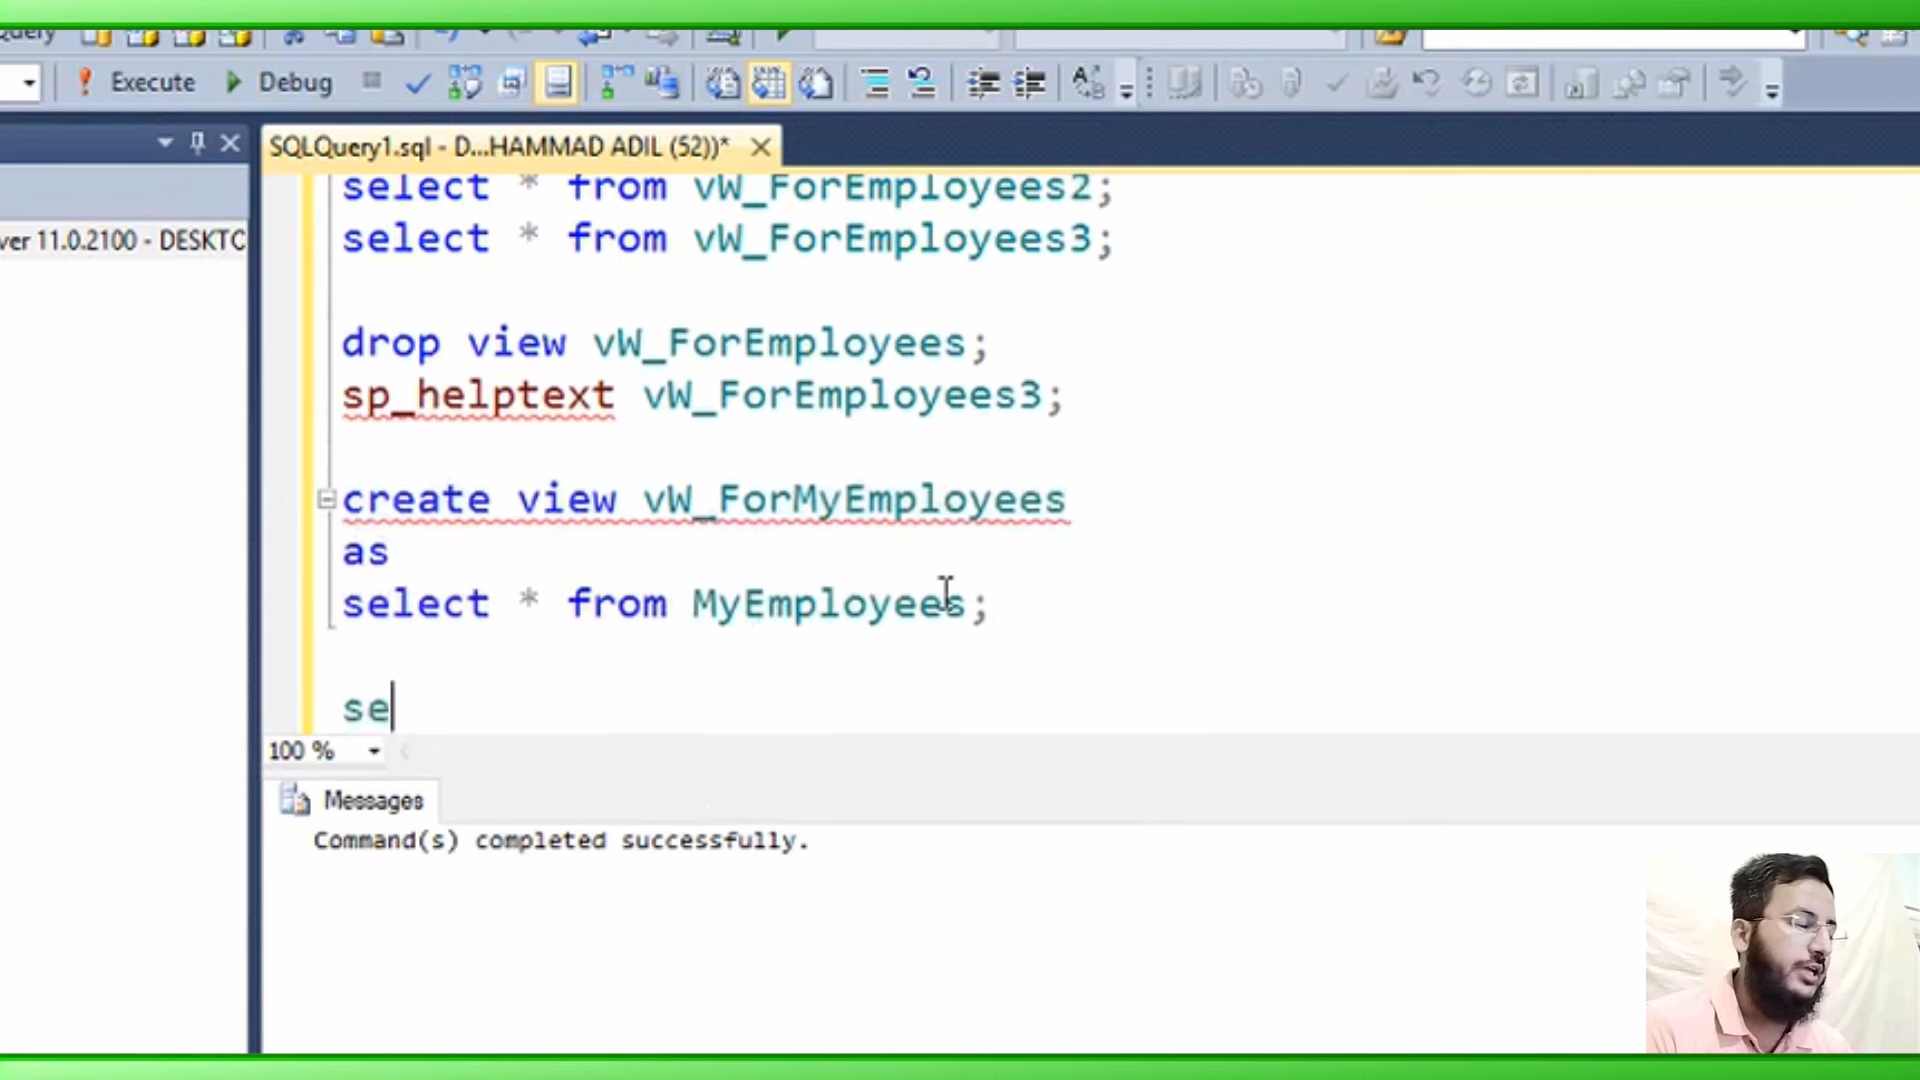 Query
Execute Debug
SQLQuery1.sql - D...HAMMAD ADIL (52))*
ver 11.0.2100 - DESKTC
select * from vW_ForEmployees2;
select * from vW_ForEmployees3;
drop view vW_ForEmployees;
sp_helptext vW_ForEmployees3;
create view vW_ForMyEmployees
as
select * from MyEmployees;
se
100 %
Messages
Command(s) completed successfully.